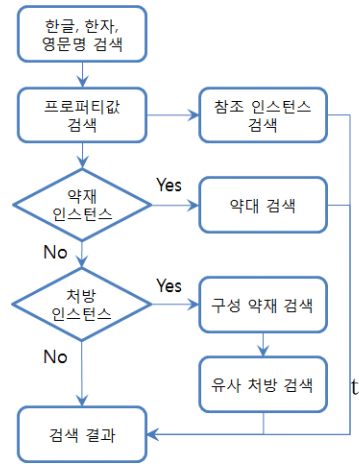 한글, 한자,
영문명 검색
프로퍼티값
검색
참조 인스턴스
검색
약재
인스턴스
Yes
약대 검색
No
처방
인스턴스
Yes
구성 약재 검색
No
유사 처방 검색
t
검색 결과